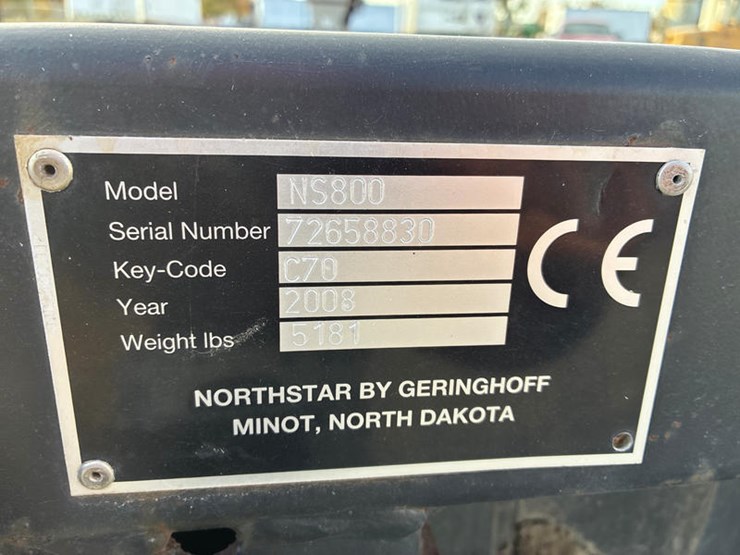 Model NS800
Serial Number 72658830
Key-Code C70
Year 2008
Weight lbs 5181
CE
NORTHSTAR BY GERINGHOFF
MINOT, NORTH DAKOTA